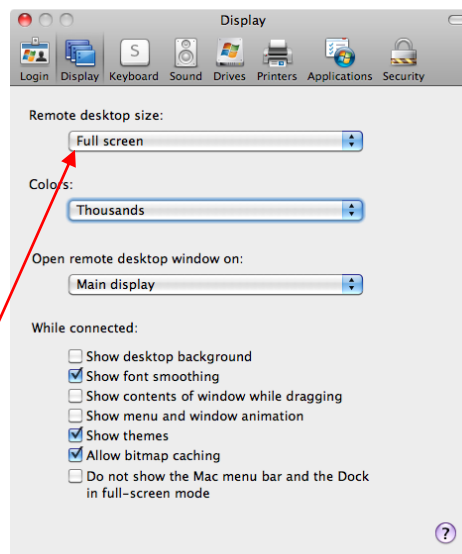 Display
Login Display Keyboard Sound Drives Printers Applications Security
Remote desktop size:
Full screen
Colors:
Thousands
Open remote desktop window on:
Main display
While connected:
Show desktop background
Show font smoothing
Show contents of window while dragging
Show menu and window animation
Show themes
Allow bitmap caching
Do not show the Mac menu bar and the Dock
in full-screen mode
?